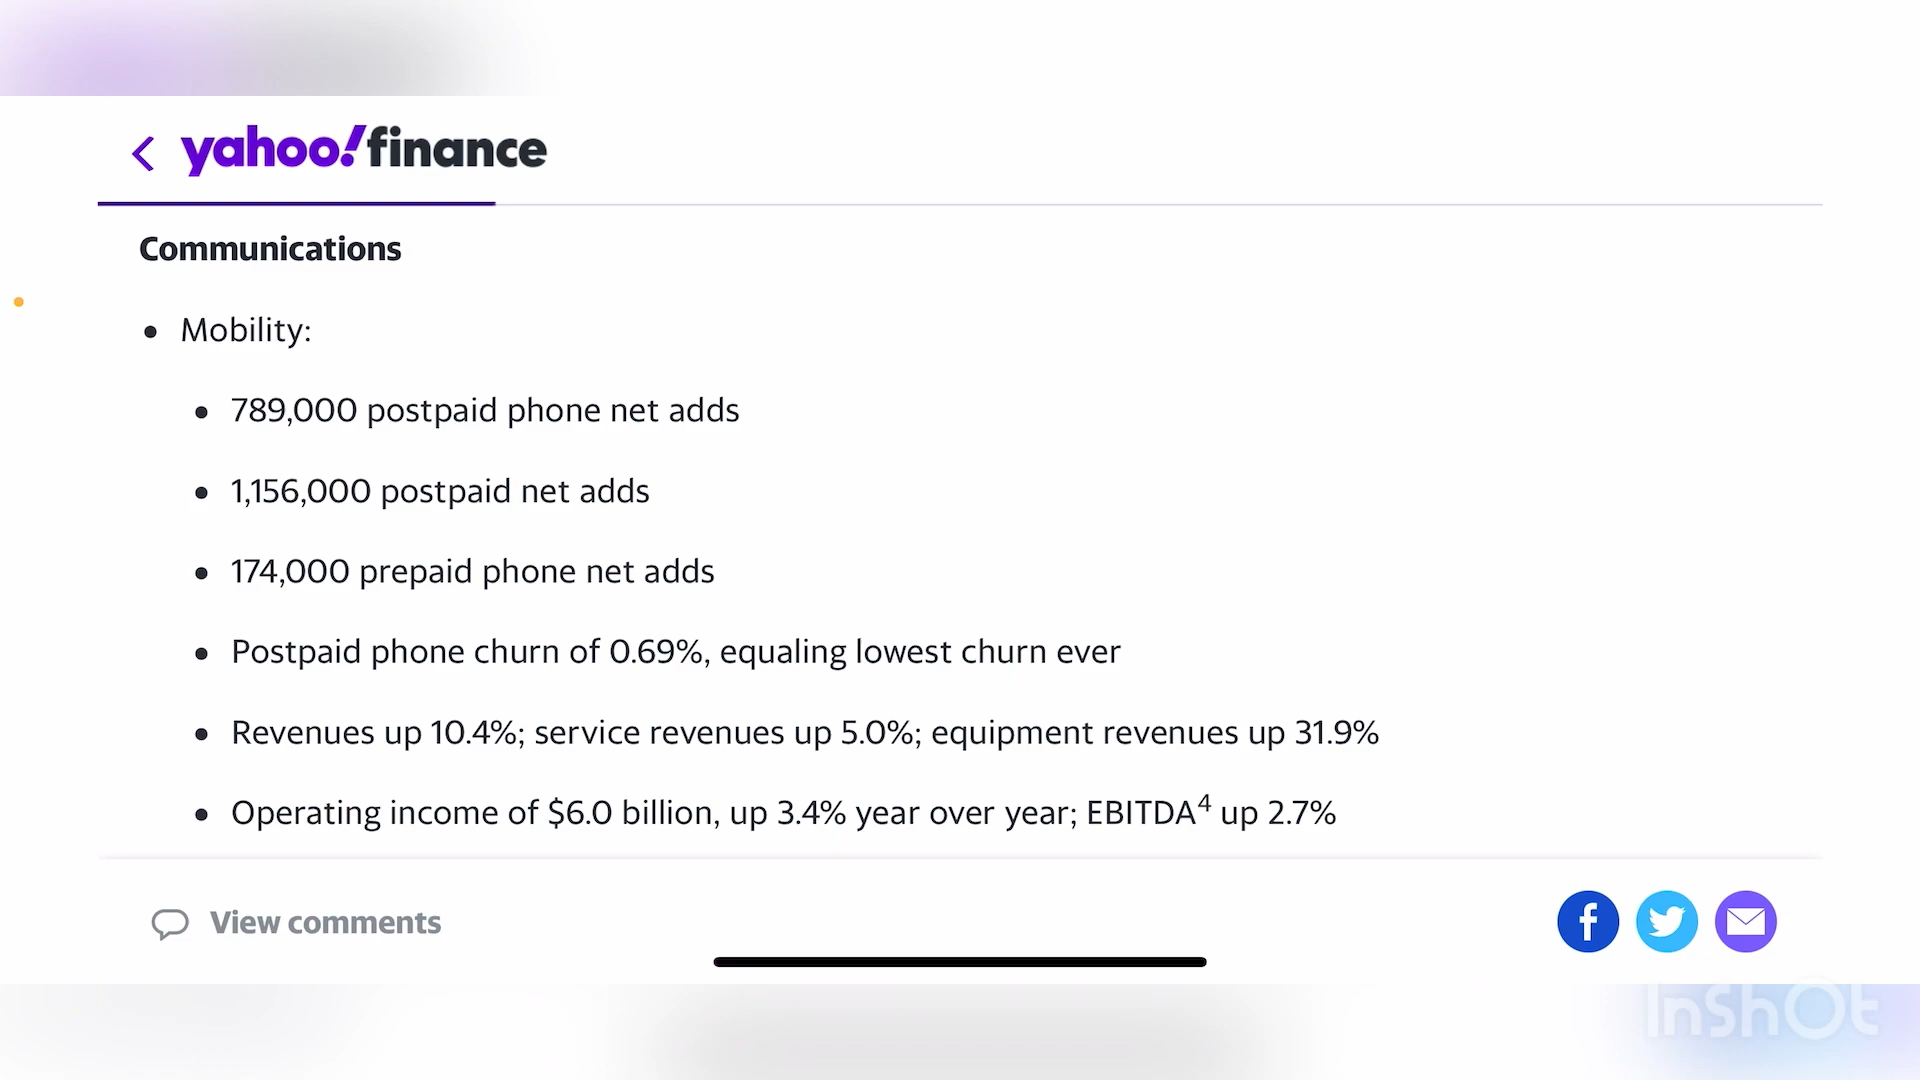 yahoo!finance
Communications
• Mobility:
• 789,000 postpaid phone net adds
• 1,156,000 postpaid net adds
• 174,000 prepaid phone net adds
• Postpaid phone churn of 0.69%, equaling lowest churn ever
• Revenues up 10.4%; service revenues up 5.0%; equipment revenues up 31.9%
• Operating income of $6.0 billion, up 3.4% year over year; EBITDA⁴ up 2.7%
View comments
InShOt